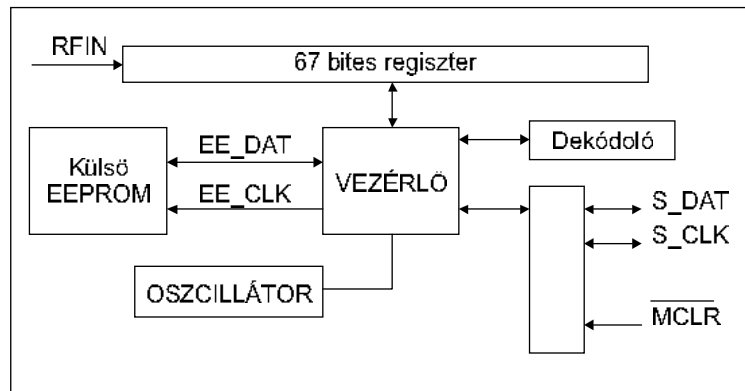 RFIN
67 bites regiszter
Külsö
EEPROM
EE_DAT
EE_CLK
VEZÉRLÖ
Dekódoló
S_DAT
S_CLK
OSZCILLÁTOR
MCLR